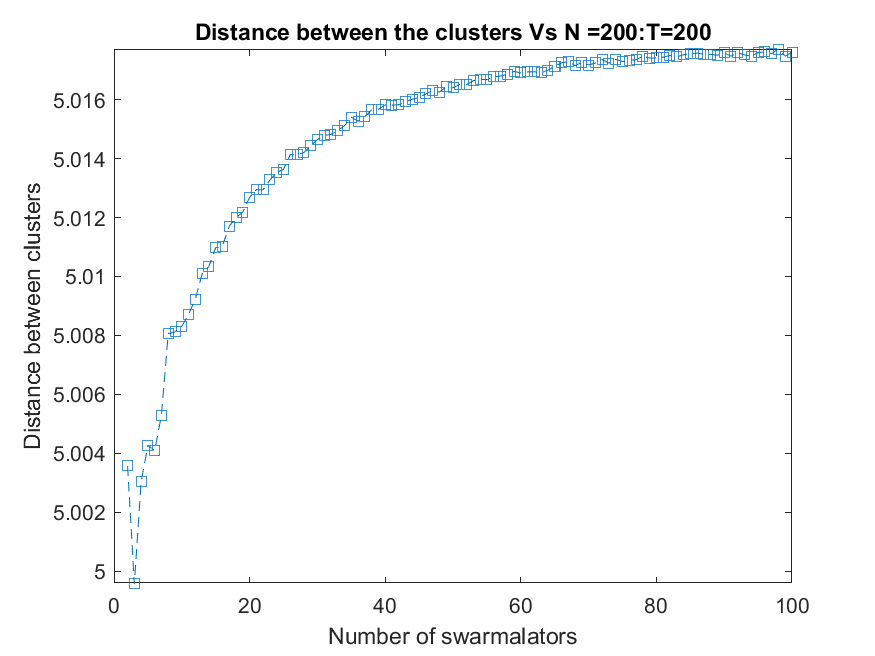 Distance between the clusters Vs N =200:T=200
Distance between clusters
5.016
5.014
5.012
5.01
5.008
5.006
5.004
5.002
5
0 20 40 60 80 100
Number of swarmalators